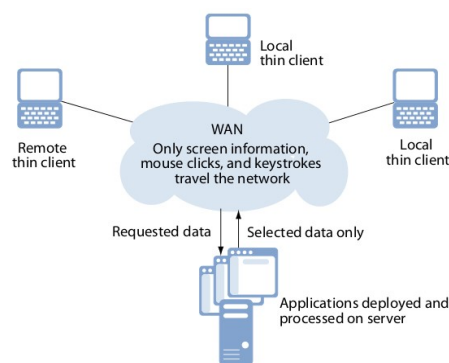 Local
thin client
Remote
thin client
WAN
Only screen information,
mouse clicks, and keystrokes
travel the network
Local
thin client
Requested data
Selected data only
Applications deployed and
processed on server